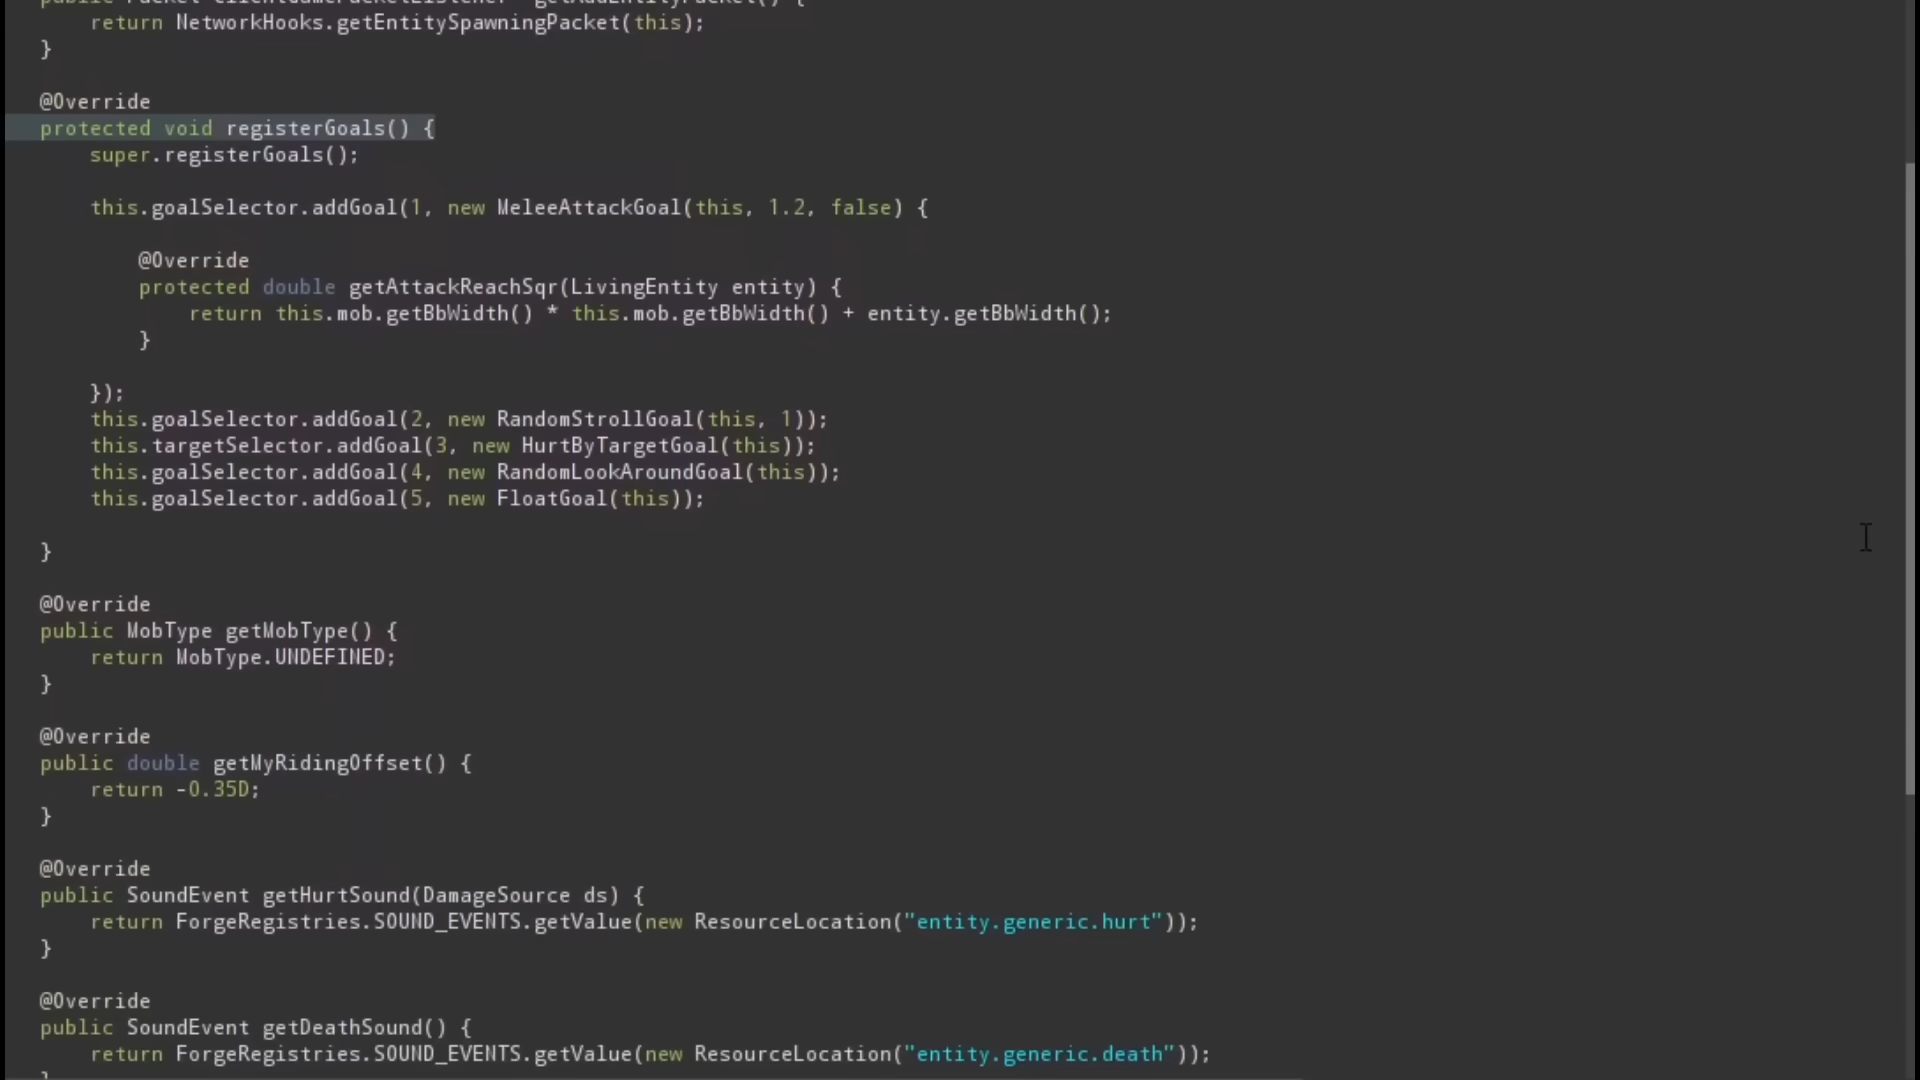 return NetworkHooks.getEntitySpawningPacket(this);
}
@Override
protected void registerGoals() {
super.registerGoals();
this.goalSelector.addGoal(1, new MeleeAttackGoal(this, 1.2, false) {
@Override
protected double getAttackReachSqr(LivingEntity entity) {
return this.mob.getBbWidth() * this.mob.getBbWidth() + entity.getBbWidth();
}
});
this.goalSelector.addGoal(2, new RandomStrollGoal(this, 1));
this.targetSelector.addGoal(3, new HurtByTargetGoal(this));
this.goalSelector.addGoal(4, new RandomLookAroundGoal(this));
this.goalSelector.addGoal(5, new FloatGoal(this));
}
@Override
public MobType getMobType() {
return MobType.UNDEFINED;
}
@Override
public double getMyRidingOffset() {
return -0.35D;
}
@Override
public SoundEvent getHurtSound(DamageSource ds) {
return ForgeRegistries.SOUND_EVENTS.getValue(new ResourceLocation("entity.generic.hurt"));
}
@Override
public SoundEvent getDeathSound() {
return ForgeRegistries.SOUND_EVENTS.getValue(new ResourceLocation("entity.generic.death"));